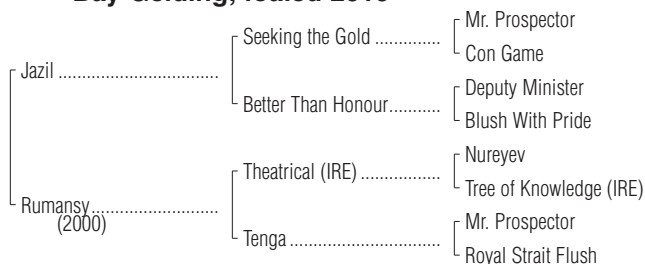 Mr. Prospector
Seeking the Gold ..............
Con Game
Jazil ..................................
Deputy Minister
Better Than Honour...........
Blush With Pride
Nureyev
Theatrical (IRE) .................
Tree of Knowledge (IRE)
Rumansy...........................
(2000)
Mr. Prospector
Tenga ................................
Royal Strait Flush